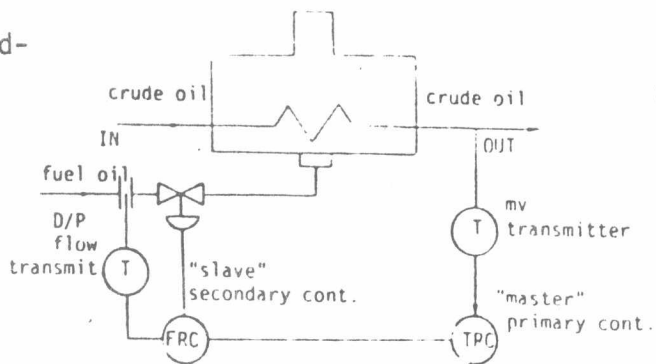 d-
crude oil
crude oil
IN
OUT
fuel oil
D/P
flow
transmit
T
mv
transmitter
T
"slave"
secondary cont.
"master"
primary cont.
FRC
TPC